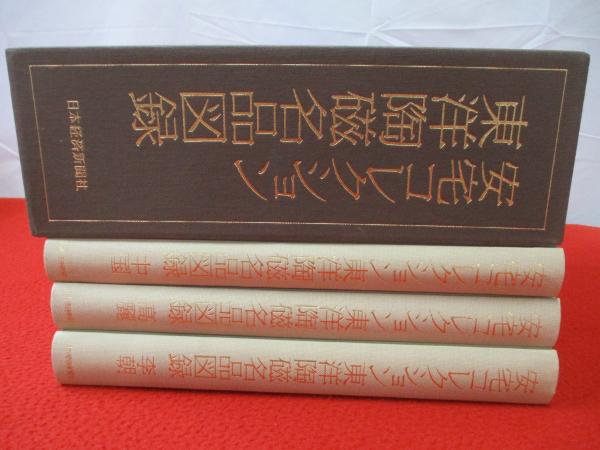 安宅コレクション
東洋陶磁名品図録
日本経済新聞社
安宅コレクション 東洋陶磁名品図録 中国
安宅コレクション 東洋陶磁名品図録 高麗
安宅コレクション 東洋陶磁名品図録 李朝